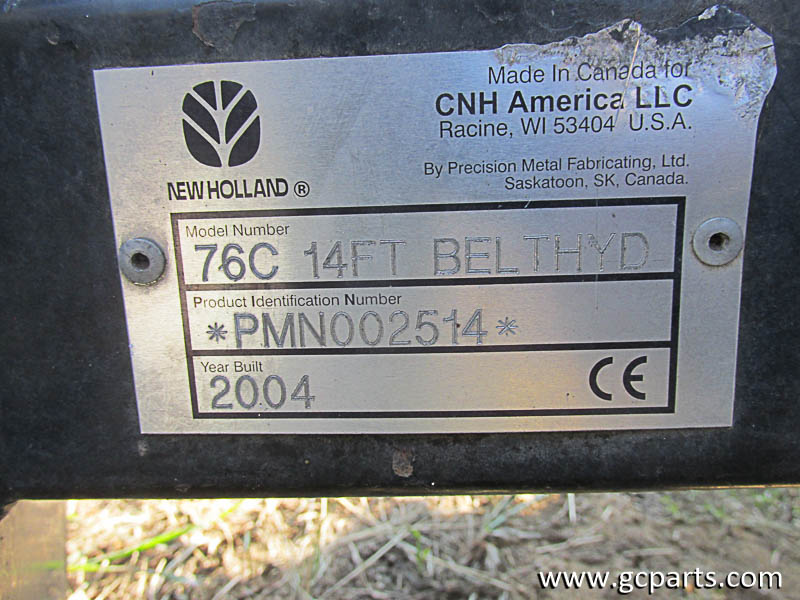 Made In Canada for
CNH America LLC
Racine, WI 53404 U.S.A.
By Precision Metal Fabricating, Ltd.
Saskatoon, SK, Canada.
NEW HOLLAND ®
Model Number
76C 14FT BELTHYD
Product Identification Number
*PMN002514*
Year Built
2004
CE
www.gcparts.com